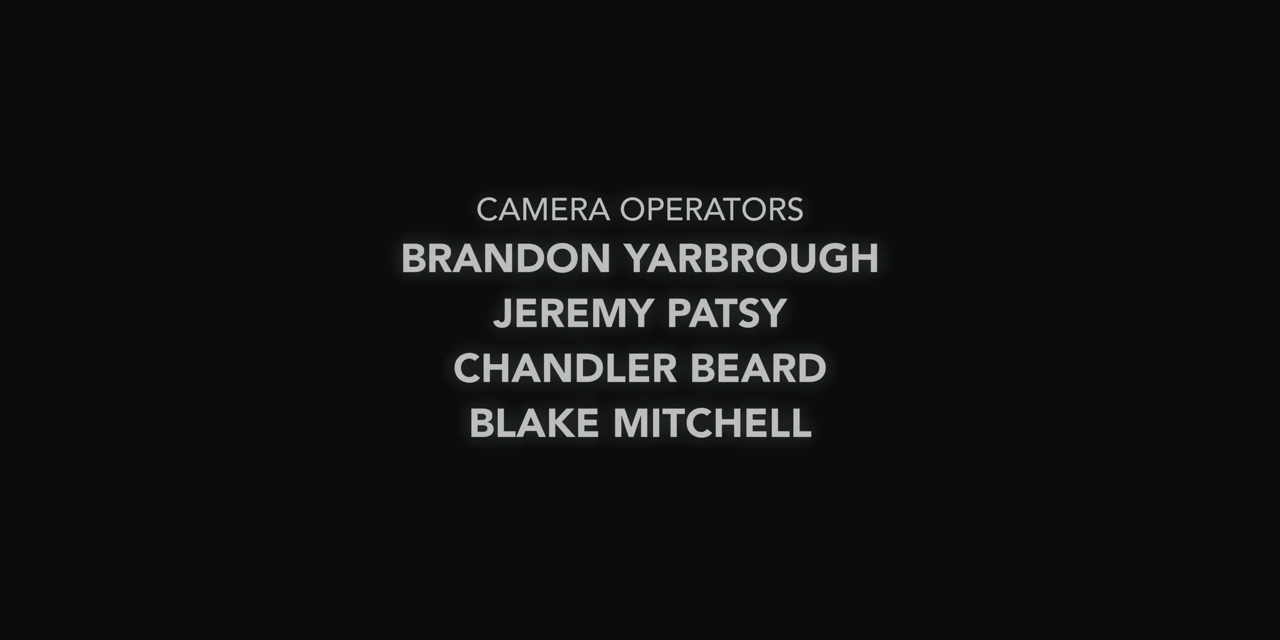 CAMERA OPERATORS
BRANDON YARBROUGH
JEREMY PATSY
CHANDLER BEARD
BLAKE MITCHELL